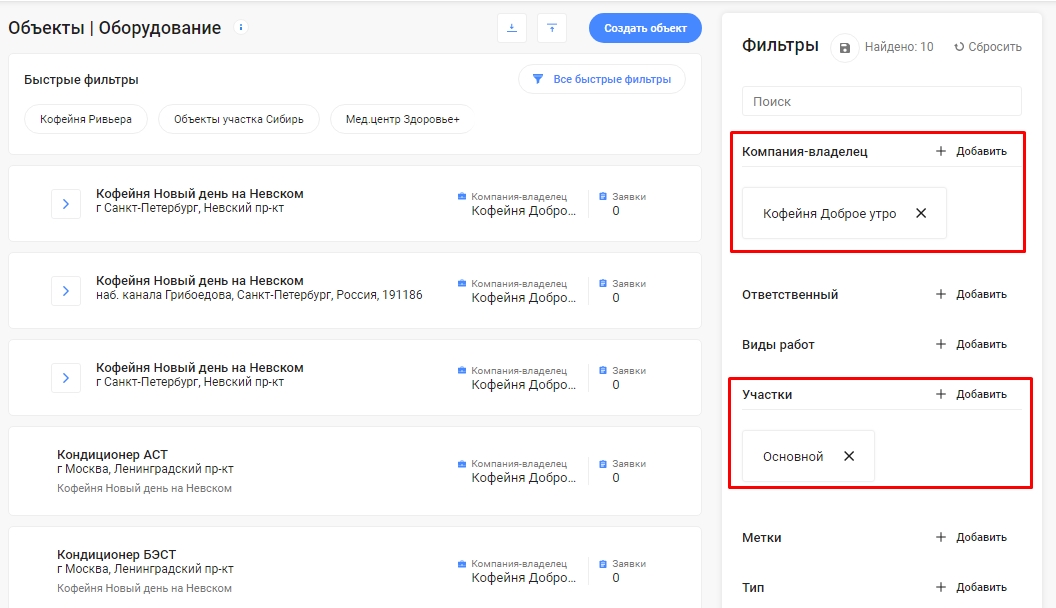 Объекты | Оборудование
Создать объект
Быстрые фильтры
Все быстрые фильтры
Кофейня Ривьера
Объекты участка Сибирь
Мед.центр Здоровье+
Кофейня Новый день на Невском
г Санкт-Петербург, Невский пр-кт
Компания-владелец
Кофейня Добро...
Заявки
0
Кофейня Новый день на Невском
наб. канала Грибоедова, Санкт-Петербург, Россия, 191186
Компания-владелец
Кофейня Добро...
Заявки
0
Кофейня Новый день на Невском
г Санкт-Петербург, Невский пр-кт
Компания-владелец
Кофейня Добро...
Заявки
0
Кондиционер АСТ
г Москва, Ленинградский пр-кт
Кофейня Новый день на Невском
Компания-владелец
Кофейня Добро...
Заявки
0
Кондиционер БЭСТ
г Москва, Ленинградский пр-кт
Кофейня Новый день на Невском
Компания-владелец
Кофейня Добро...
Заявки
0
Фильтры
Найдено: 10
Сбросить
Поиск
Компания-владелец
+ Добавить
Кофейня Доброе утро
Ответственный
+ Добавить
Виды работ
+ Добавить
Участки
+ Добавить
Основной
Метки
+ Добавить
Тип
+ Добавить